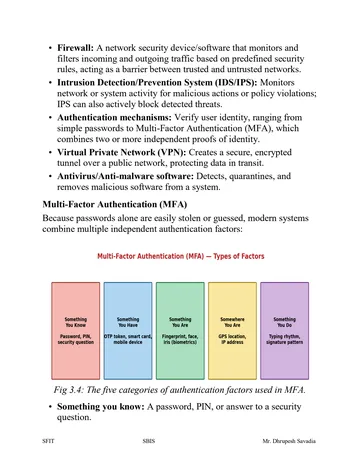 • Firewall: A network security device/software that monitors and
filters incoming and outgoing traffic based on predefined security
rules, acting as a barrier between trusted and untrusted networks.
• Intrusion Detection/Prevention System (IDS/IPS): Monitors
network or system activity for malicious actions or policy violations;
IPS can also actively block detected threats.
• Authentication mechanisms: Verify user identity, ranging from
simple passwords to Multi-Factor Authentication (MFA), which
combines two or more independent proofs of identity.
• Virtual Private Network (VPN): Creates a secure, encrypted
tunnel over a public network, protecting data in transit.
• Antivirus/Anti-malware software: Detects, quarantines, and
removes malicious software from a system.
Multi-Factor Authentication (MFA)
Because passwords alone are easily stolen or guessed, modern systems
combine multiple independent authentication factors:
Multi-Factor Authentication (MFA) — Types of Factors
Something
You Know
Password, PIN,
security question
Something
You Have
OTP token, smart card,
mobile device
Something
You Are
Fingerprint, face,
iris (biometrics)
Somewhere
You Are
GPS location,
IP address
Something
You Do
Typing rhythm,
signature pattern
Fig 3.4: The five categories of authentication factors used in MFA.
• Something you know: A password, PIN, or answer to a security
question.
SFIT SBIS Mr. Dhrupesh Savadia